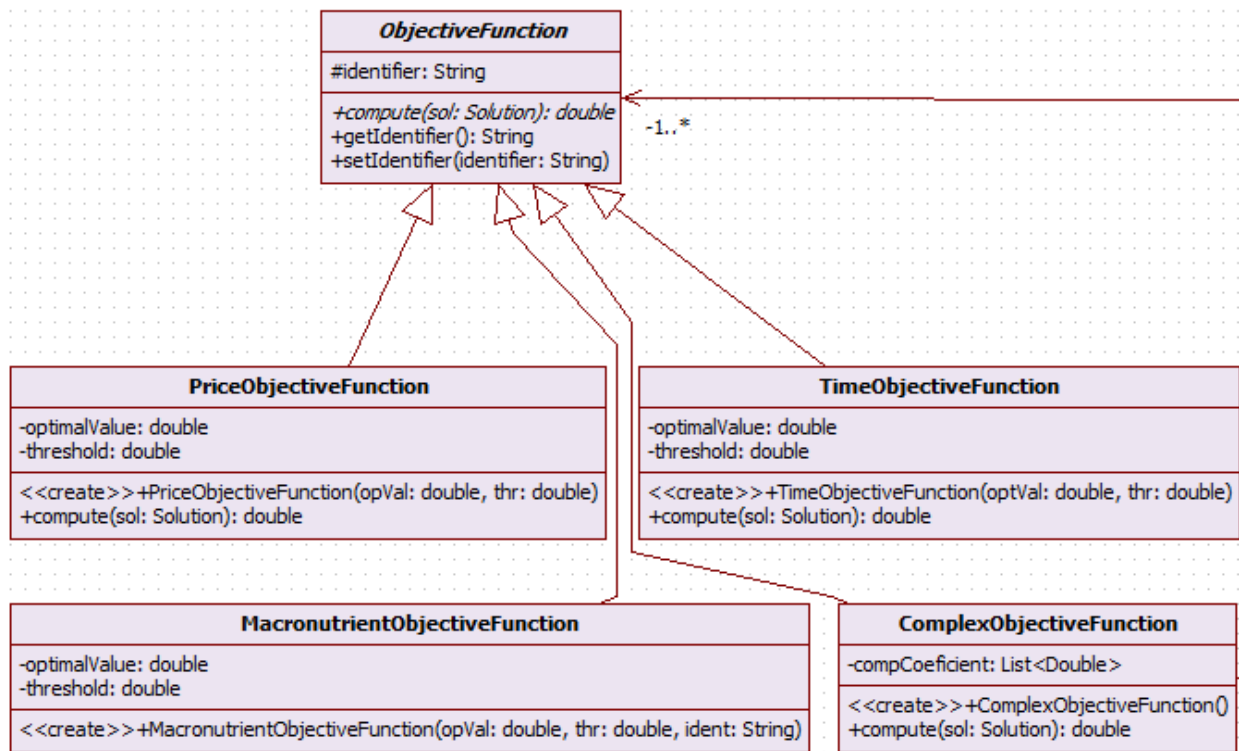 ObjectiveFunction
#identifier: String
+compute(sol: Solution): double
+getIdentifier(): String
+setIdentifier(identifier: String)
-1..*
PriceObjectiveFunction
-optimalValue: double
-threshold: double
<<create>>+PriceObjectiveFunction(opVal: double, thr: double)
+compute(sol: Solution): double
TimeObjectiveFunction
-optimalValue: double
-threshold: double
<<create>>+TimeObjectiveFunction(optVal: double, thr: double)
+compute(sol: Solution): double
MacronutrientObjectiveFunction
-optimalValue: double
-threshold: double
<<create>>+MacronutrientObjectiveFunction(opVal: double, thr: double, ident: String)
ComplexObjectiveFunction
-compCoeficient: List<Double>
<<create>>+ComplexObjectiveFunction()
+compute(sol: Solution): double